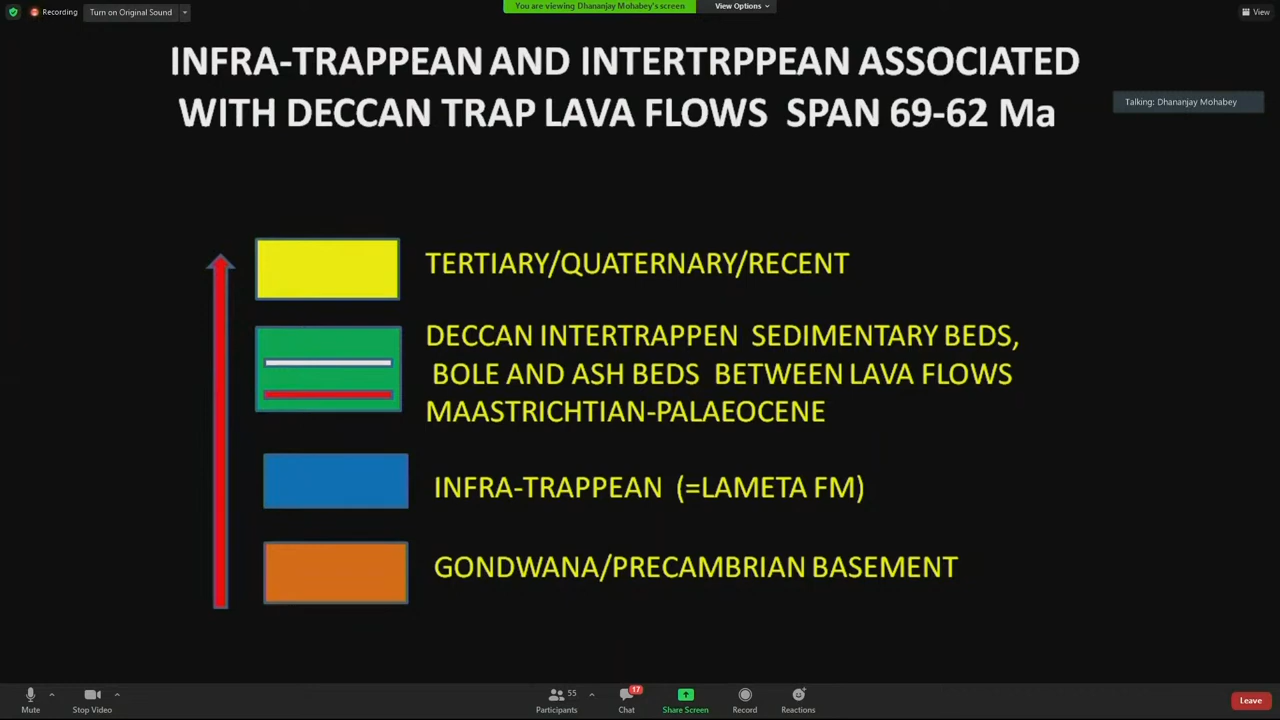 Recording
Turn on Original Sound
You are viewing Dhananjay Mohabey's screen
View Options
View
INFRA-TRAPPEAN AND INTERTRPPEAN ASSOCIATED
WITH DECCAN TRAP LAVA FLOWS SPAN 69-62 Ma
Talking: Dhananjay Mohabey
TERTIARY/QUATERNARY/RECENT
DECCAN INTERTRAPPEN SEDIMENTARY BEDS,
BOLE AND ASH BEDS BETWEEN LAVA FLOWS
MAASTRICHTIAN-PALAEOCENE
INFRA-TRAPPEAN (=LAMETA FM)
GONDWANA/PRECAMBRIAN BASEMENT
Mute
Stop Video
55
Participants
17
Chat
Share Screen
Record
Reactions
Leave